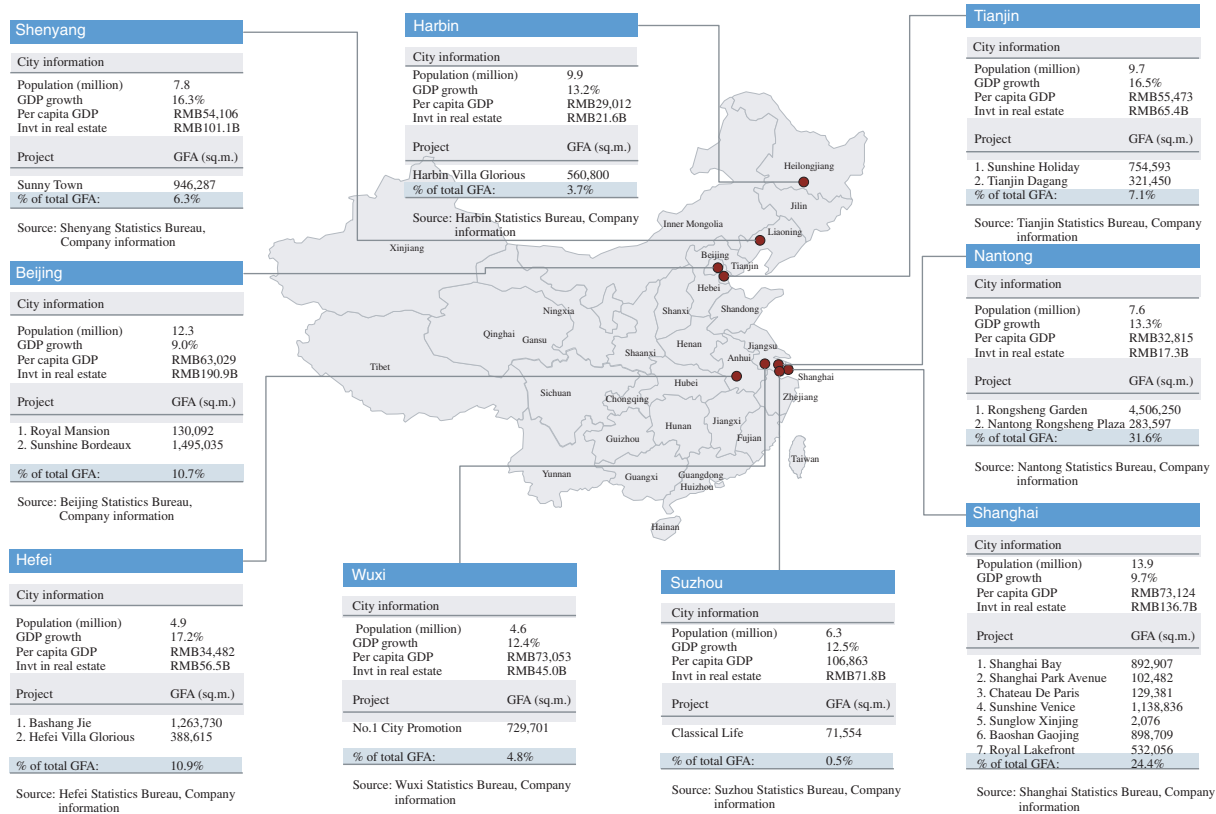 Shenyang
City information
Population (million) 7.8
GDP growth 16.3%
Per capita GDP RMB54,106
Invt in real estate RMB101.1B
Project GFA (sq.m.)
Sunny Town 946,287
% of total GFA: 6.3%
Source: Shenyang Statistics Bureau,
Company information
Harbin
City information
Population (million) 9.9
GDP growth 13.2%
Per capita GDP RMB29,012
Invt in real estate RMB21.6B
Project GFA (sq.m.)
Harbin Villa Glorious 560,800
% of total GFA: 3.7%
Source: Harbin Statistics Bureau, Company
information
Tianjin
City information
Population (million) 9.7
GDP growth 16.5%
Per capita GDP RMB55,473
Invt in real estate RMB65.4B
Project GFA (sq.m.)
1. Sunshine Holiday 754,593
2. Tianjin Dagang 321,450
% of total GFA: 7.1%
Source: Tianjin Statistics Bureau, Company
information
Beijing
City information
Population (million) 12.3
GDP growth 9.0%
Per capita GDP RMB63,029
Invt in real estate RMB190.9B
Project GFA (sq.m.)
1. Royal Mansion 130,092
2. Sunshine Bordeaux 1,495,035
% of total GFA: 10.7%
Source: Beijing Statistics Bureau,
Company information
Heilongjiang
Jilin
Inner Mongolia
Liaoning
Xinjiang
Beijing
Tianjin
Hebei
Ningxia
Shanxi
Shandong
Qinghai
Gansu
Henan
Jiangsu
Shaanxi
Anhui
Tibet
Shanghai
Hubei
Sichuan
Chongqing
Zhejiang
Hunan
Jiangxi
Guizhou
Fujian
Taiwan
Yunnan
Guangxi
Guangdong
Huizhou
Hainan
Nantong
City information
Population (million) 7.6
GDP growth 13.3%
Per capita GDP RMB32,815
Invt in real estate RMB17.3B
Project GFA (sq.m.)
1. Rongsheng Garden 4,506,250
2. Nantong Rongsheng Plaza 283,597
% of total GFA: 31.6%
Source: Nantong Statistics Bureau, Company
information
Hefei
City information
Population (million) 4.9
GDP growth 17.2%
Per capita GDP RMB34,482
Invt in real estate RMB56.5B
Project GFA (sq.m.)
1. Bashang Jie 1,263,730
2. Hefei Villa Glorious 388,615
% of total GFA: 10.9%
Source: Hefei Statistics Bureau, Company
information
Wuxi
City information
Population (million) 4.6
GDP growth 12.4%
Per capita GDP RMB73,053
Invt in real estate RMB45.0B
Project GFA (sq.m.)
No.1 City Promotion 729,701
% of total GFA: 4.8%
Source: Wuxi Statistics Bureau, Company
information
Suzhou
City information
Population (million) 6.3
GDP growth 12.5%
Per capita GDP 106,863
Invt in real estate RMB71.8B
Project GFA (sq.m.)
Classical Life 71,554
% of total GFA: 0.5%
Source: Suzhou Statistics Bureau, Company
information
Shanghai
City information
Population (million) 13.9
GDP growth 9.7%
Per capita GDP RMB73,124
Invt in real estate RMB136.7B
Project GFA (sq.m.)
1. Shanghai Bay 892,907
2. Shanghai Park Avenue 102,482
3. Chateau De Paris 129,381
4. Sunshine Venice 1,138,836
5. Sunglow Xinjing 2,076
6. Baoshan Gaojing 898,709
7. Royal Lakefront 532,056
% of total GFA: 24.4%
Source: Shanghai Statistics Bureau, Company
information